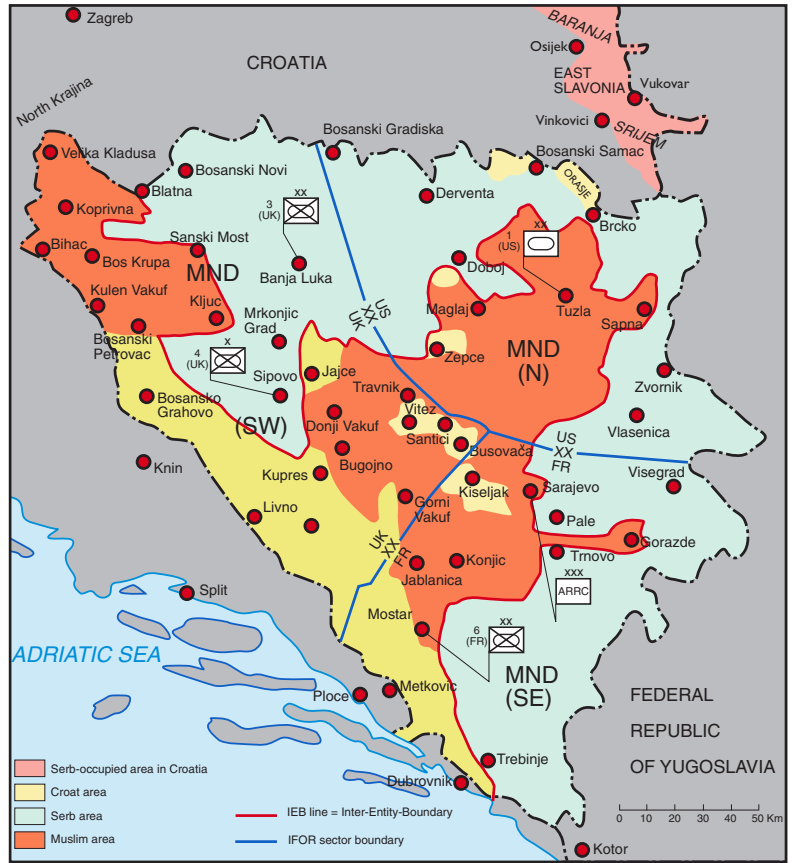 Zagreb
CROATIA
BARANJA
Osijek
EAST
SLAVONIA
Vukovar
Vinkovici
SRIJEM
North Krajina
Bosanski Gradiska
Velika Kladusa
Bosanski Novi
Bosanski Samac
ORASJE
Blatna
Derventa
Koprivna
3
(UK)
xx
Brcko
Sanski Most
1
(US)
xx
Bihac
Bos Krupa
MND
Banja Luka
Doboj
Kulen Vakuf
Kljuc
Mrkonjic
Grad
US
XX
UK
Maglaj
Tuzla
Sapna
Bosanski
Petrovac
4
(UK)
x
Zepce
MND
(N)
Jajce
Sipovo
Travnik
Zvornik
Bosansko
Grahovo
(SW)
Donji Vakuf
Vitez
Santici
Busovača
Vlasenica
US
XX
FR
Knin
Bugojno
Kupres
Kiseljak
Sarajevo
Visegrad
Livno
Gorni
Vakuf
Pale
UK
XX
FR
Gorazde
Trnovo
Konjic
Jablanica
xxx
ARRC
Split
Mostar
6
(FR)
xx
ADRIATIC SEA
MND
(SE)
Ploce
Metkovic
FEDERAL
REPUBLIC
OF YUGOSLAVIA
Trebinje
Dubrovnik
Serb-occupied area in Croatia
Croat area
Serb area
Muslim area
IEB line = Inter-Entity-Boundary
IFOR sector boundary
0 10 20 30 40 50 Km
Kotor